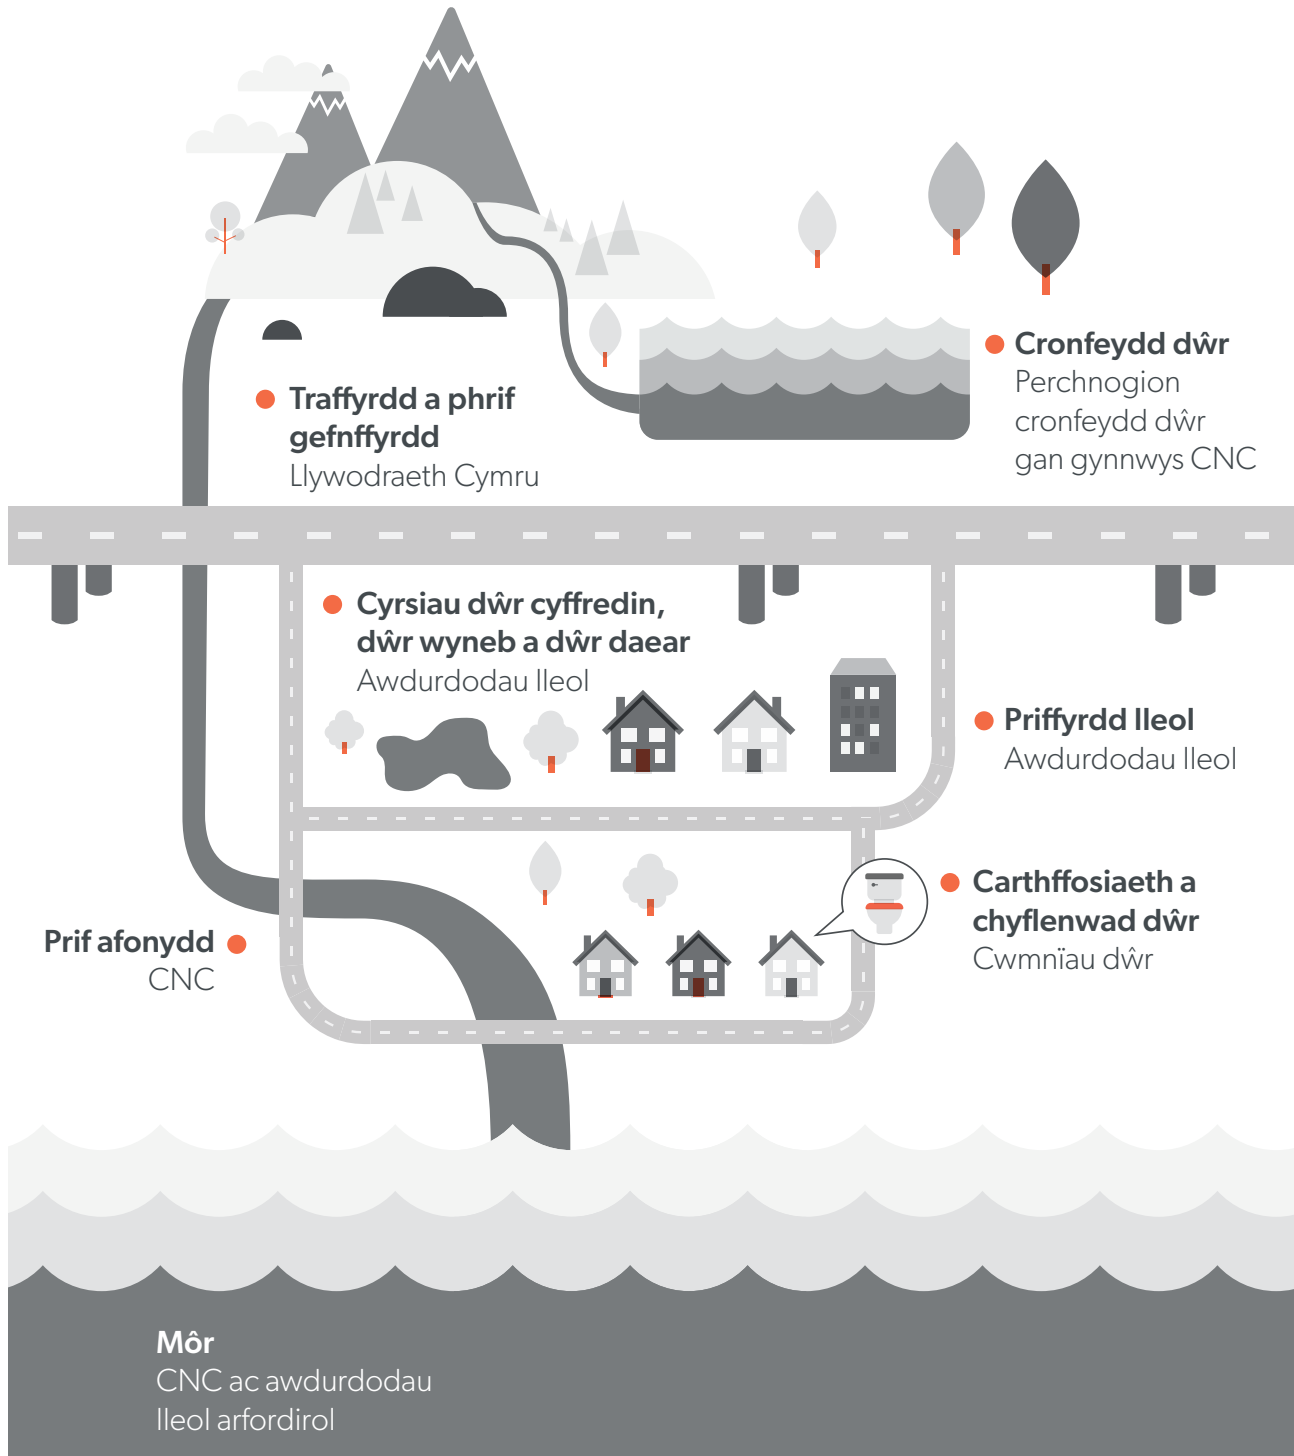 Cronfeydd dŵr
Perchnogion
cronfeydd dŵr
gan gynnwys CNC
Traffyrdd a phrif
gefnffyrdd
Llywodraeth Cymru
Cyrsiau dŵr cyffredin,
dŵr wyneb a dŵr daear
Awdurdodau lleol
Priffyrdd lleol
Awdurdodau lleol
Carthffosiaeth a
chyflenwad dŵr
Cwmnïau dŵr
Prif afonydd
CNC
Môr
CNC ac awdurdodau
lleol arfordirol